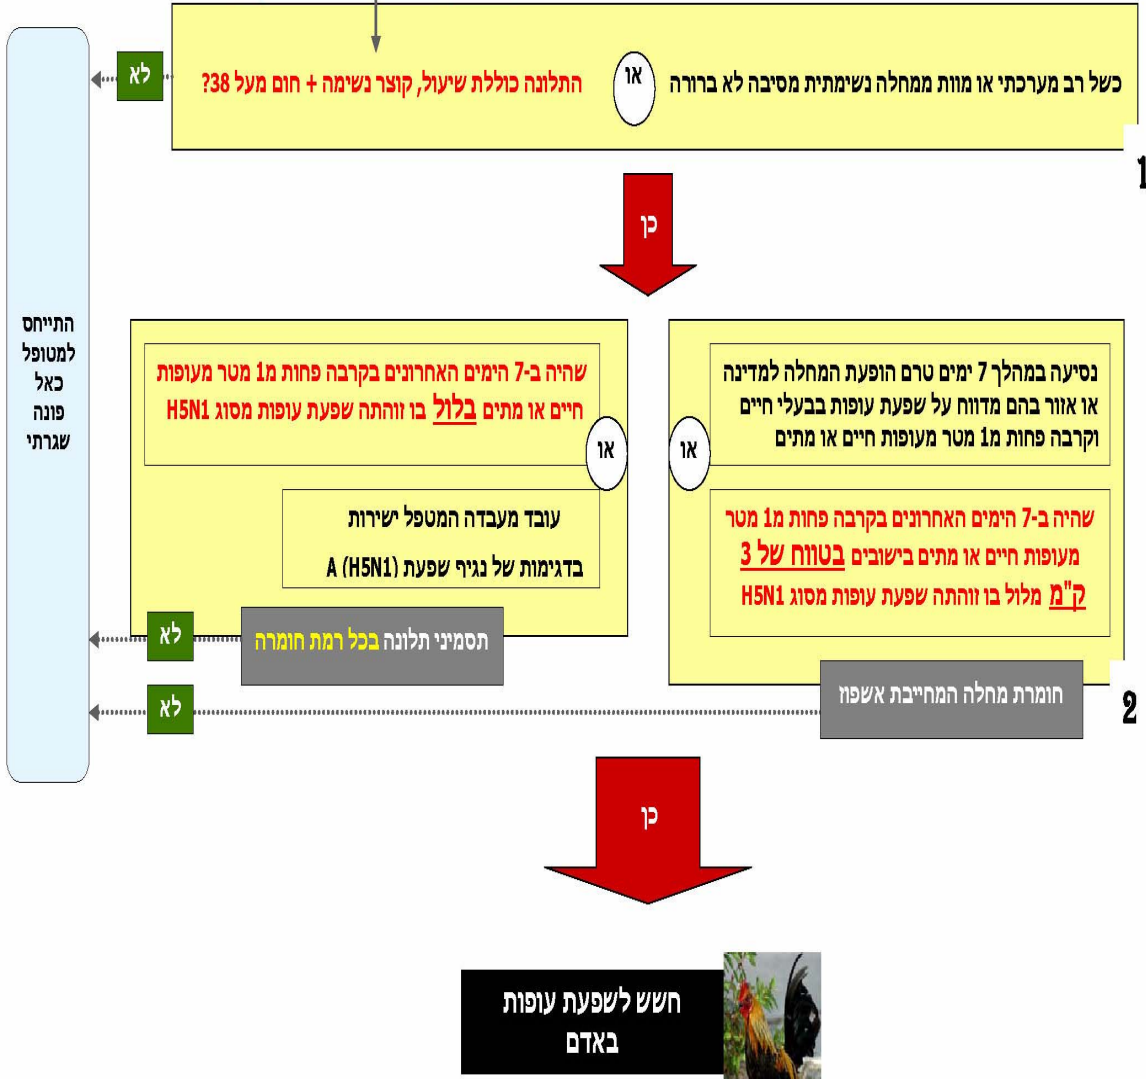 כשל רב מערכתי או מוות ממחלה נשימתית מסיבה לא ברורה
או
התלונה כוללת שיעול, קוצר נשימה + חום מעל 38?
לא
1
כן
נסיעה במהלך 7 ימים טרם הופעת המחלה למדינה
או אזור בהם מדווח על שפעת עופות בבעלי חיים
וקרבה פחות מ1 מטר מעופות חיים או מתים
או
שהיה ב-7 הימים האחרונים בקרבה פחות מ1 מטר
מעופות חיים או מתים בישובים בטווח של 3
ק"מ מלול בו זוהתה שפעת עופות מסוג H5N1
חומרת מחלה המחייבת אשפוז
לא
2
שהיה ב-7 הימים האחרונים בקרבה פחות מ1 מטר מעופות
חיים או מתים בלול בו זוהתה שפעת עופות מסוג H5N1
או
עובד מעבדה המטפל ישירות
בדגימות של נגיף שפעת A (H5N1)
תסמיני תלונה בכל רמת חומרה
לא
התייחס
למטופל
כאל
פונה
שגרתי
כן
חשש לשפעת עופות
באדם